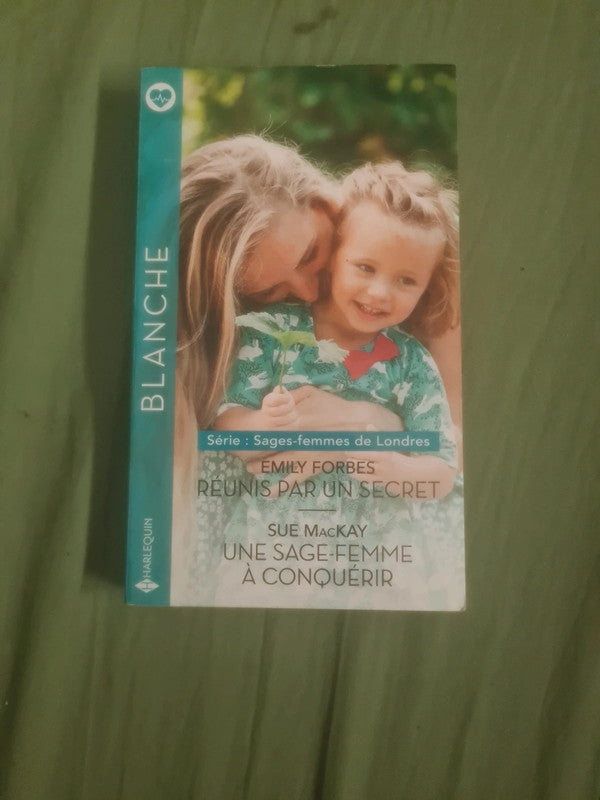 BLANCHE
HARLEQUIN
Série : Sages-femmes de Londres
EMILY FORBES
RÉUNIS PAR UN SECRET
SUE MACKAY
UNE SAGE-FEMME
À CONQUÉRIR